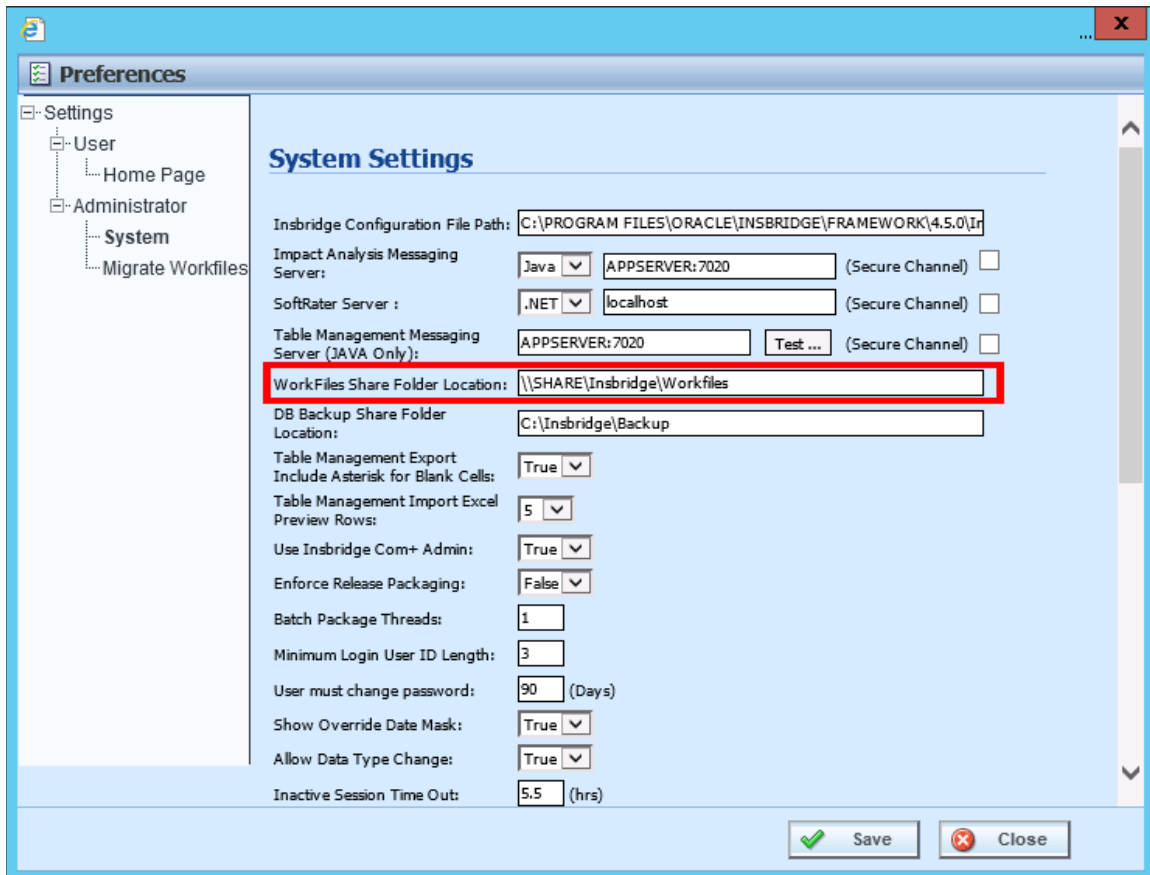 ...
x
Preferences
Settings
User
Home Page
Administrator
System
Migrate Workfiles
System Settings
Insbridge Configuration File Path: C:\PROGRAM FILES\ORACLE\INSBRIDGE\FRAMEWORK\4.5.0\In
Impact Analysis Messaging
Server: Java APPSERVER:7020 (Secure Channel)
SoftRater Server : .NET localhost (Secure Channel)
Table Management Messaging
Server (JAVA Only): APPSERVER:7020 Test ... (Secure Channel)
WorkFiles Share Folder Location: \\SHARE\Insbridge\Workfiles
DB Backup Share Folder
Location: C:\Insbridge\Backup
Table Management Export
Include Asterisk for Blank Cells: True
Table Management Import Excel
Preview Rows: 5
Use Insbridge Com+ Admin: True
Enforce Release Packaging: False
Batch Package Threads: 1
Minimum Login User ID Length: 3
User must change password: 90 (Days)
Show Override Date Mask: True
Allow Data Type Change: True
Inactive Session Time Out: 5.5 (hrs)
Save Close